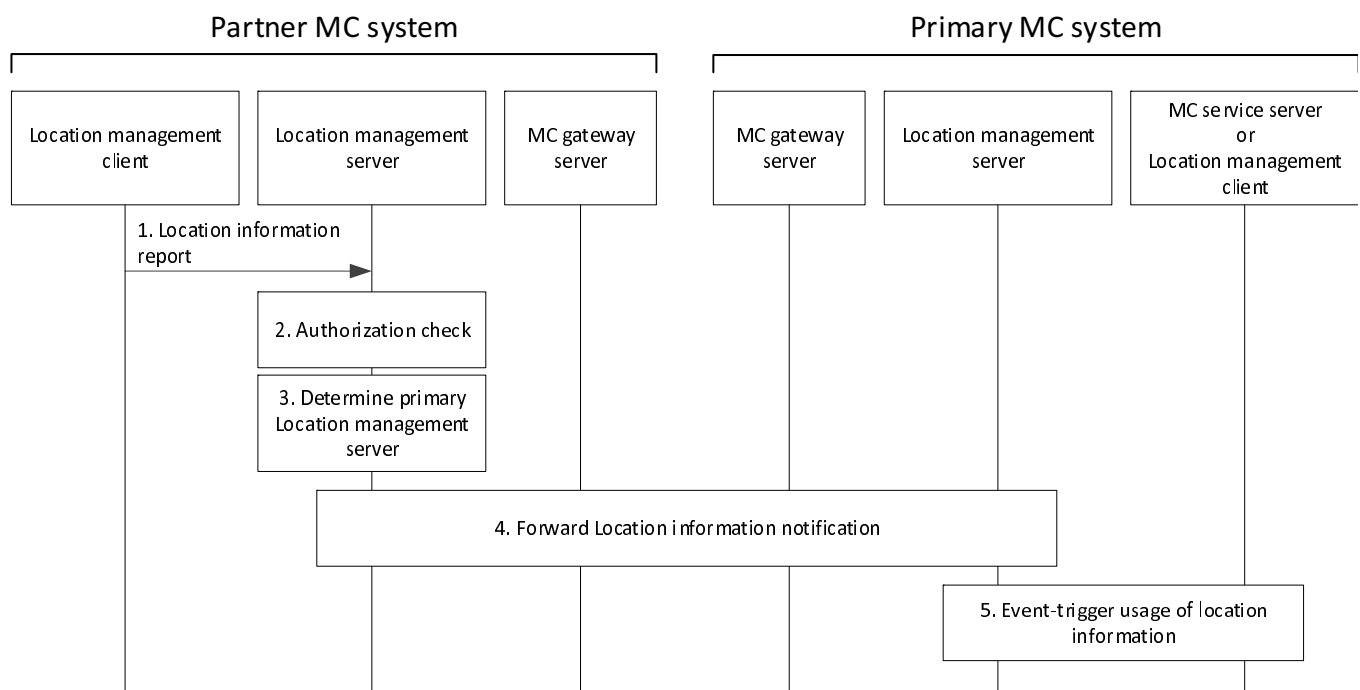 Partner MC system
Primary MC system
Location management
client
Location management
server
MC gateway
server
MC gateway
server
Location management
server
MC service server
or
Location management
client
1. Location information
report
2. Authorization check
3. Determine primary
Location management
server
4. Forward Location information notification
5. Event-trigger usage of location
information